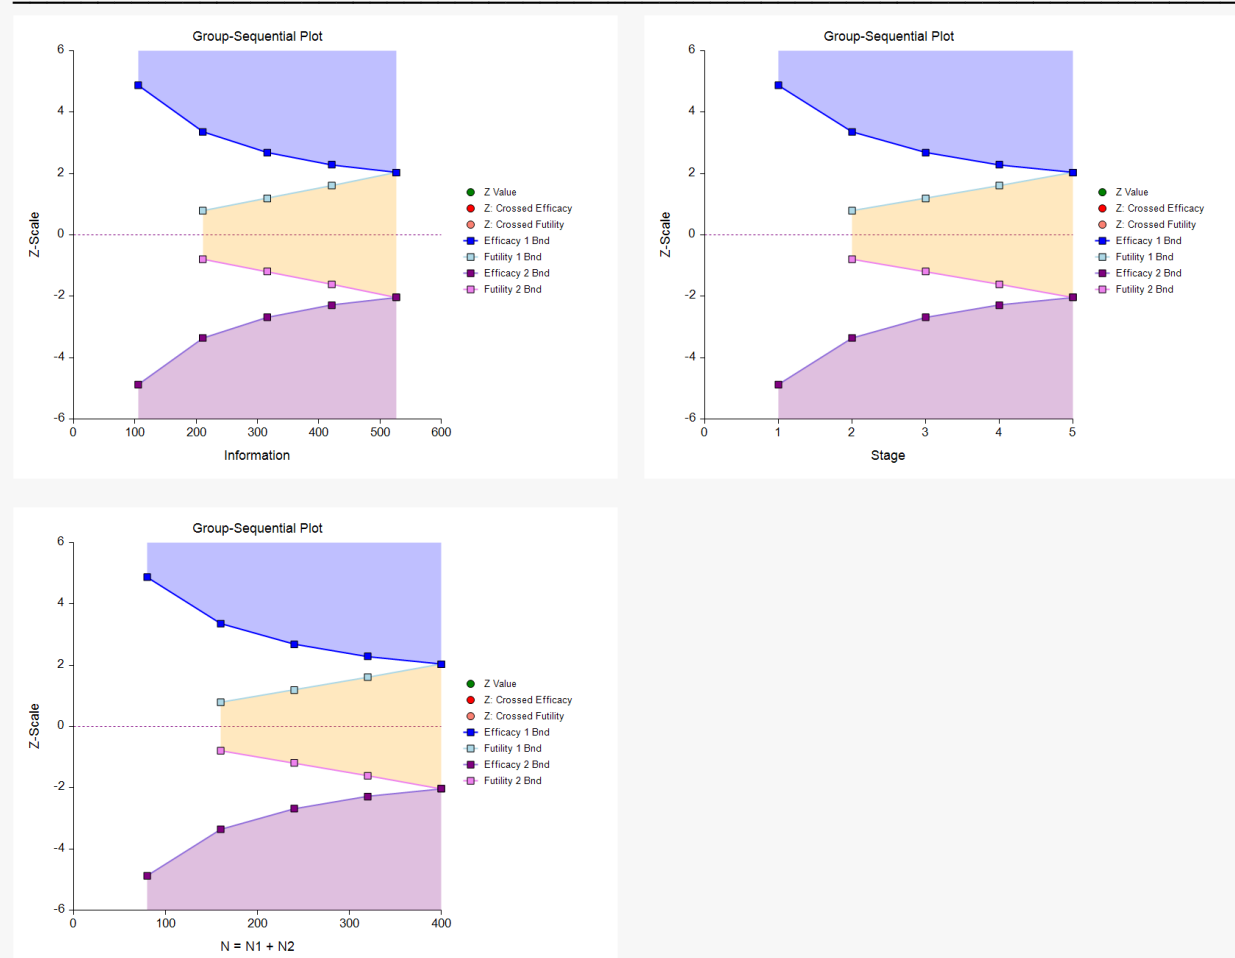 Group-Sequential Plot
6
4
2
0
-2
-4
-6
Z-Scale
0 100 200 300 400 500 600
Information
Z Value
Z: Crossed Efficacy
Z: Crossed Futility
Efficacy 1 Bnd
Futility 1 Bnd
Efficacy 2 Bnd
Futility 2 Bnd
Group-Sequential Plot
6
4
2
0
-2
-4
-6
Z-Scale
0 1 2 3 4 5
Stage
Z Value
Z: Crossed Efficacy
Z: Crossed Futility
Efficacy 1 Bnd
Futility 1 Bnd
Efficacy 2 Bnd
Futility 2 Bnd
Group-Sequential Plot
6
4
2
0
-2
-4
-6
Z-Scale
0 100 200 300 400
N = N1 + N2
Z Value
Z: Crossed Efficacy
Z: Crossed Futility
Efficacy 1 Bnd
Futility 1 Bnd
Efficacy 2 Bnd
Futility 2 Bnd